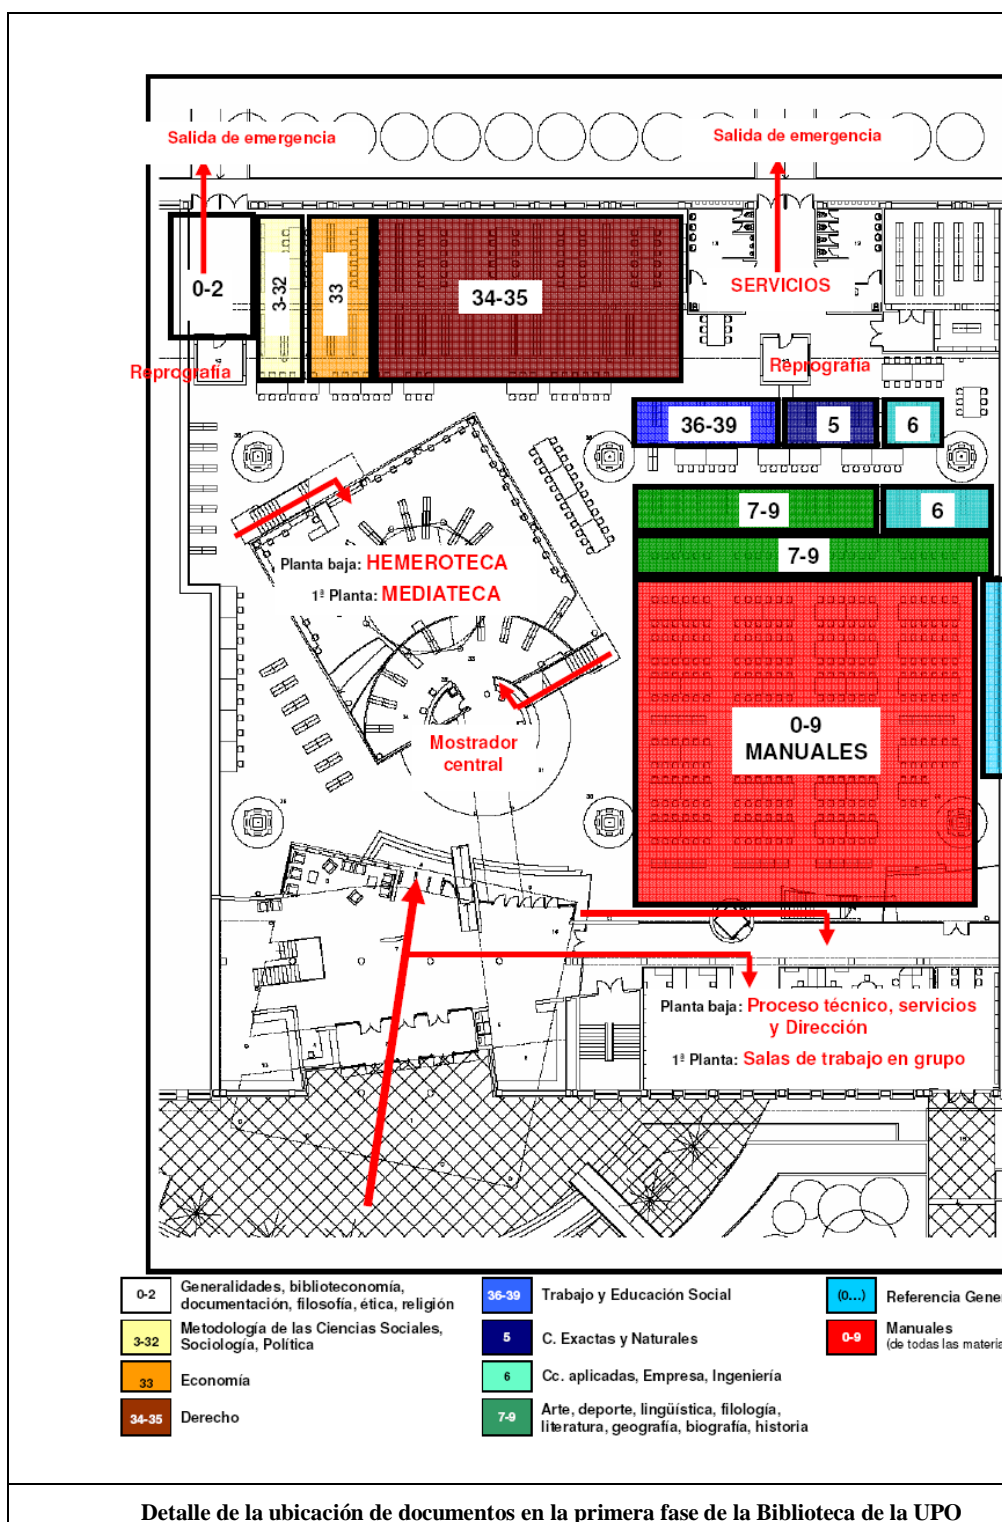 Salida de emergencia
Salida de emergencia
0-2
3-32
33
34-35
SERVICIOS
Reprografía
Reprografía
36-39
5
6
7-9
6
7-9
Planta baja: HEMEROTECA
1ª Planta: MEDIATECA
0-9
MANUALES
Mostrador
central
Planta baja: Proceso técnico, servicios
y Dirección
1ª Planta: Salas de trabajo en grupo
0-2
Generalidades, biblioteconomía,
documentación, filosofía, ética, religión
3-32
Metodología de las Ciencias Sociales,
Sociología, Política
33
Economía
34-35
Derecho
36-39
Trabajo y Educación Social
5
C. Exactas y Naturales
6
Cc. aplicadas, Empresa, Ingeniería
7-9
Arte, deporte, lingüística, filología,
literatura, geografía, biografía, historia
(0...)
Referencia Gener
0-9
Manuales
(de todas las materia
Detalle de la ubicación de documentos en la primera fase de la Biblioteca de la UPO